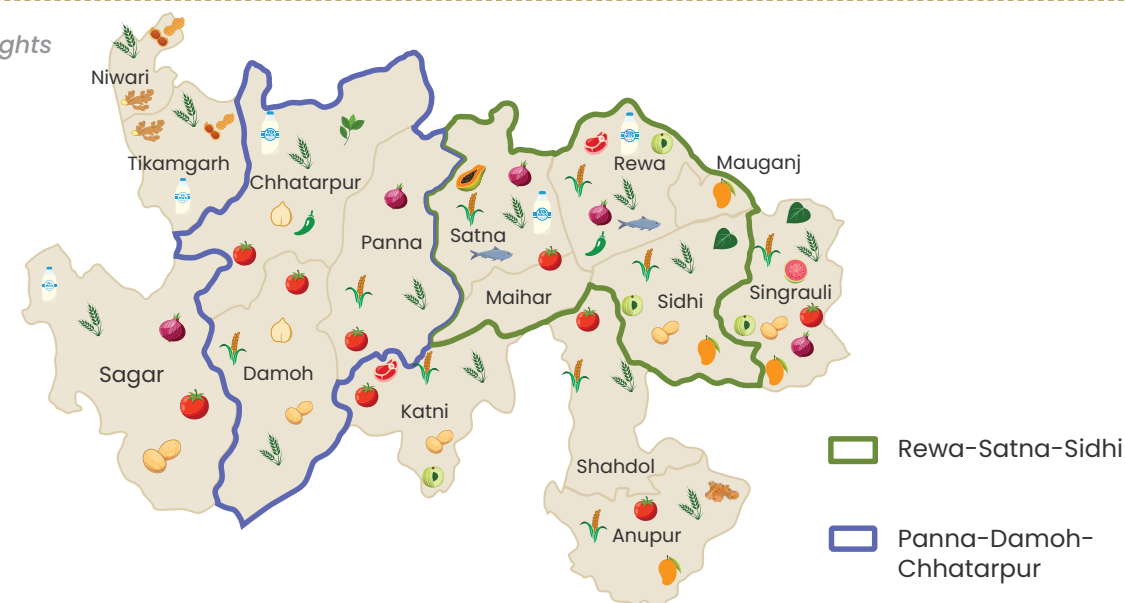 ghts
Niwari
Tikamgarh
Chhatarpur
Rewa
Mauganj
Panna
Satna
Maihar
Sidhi
Singrauli
Sagar
Damoh
Katni
Shahdol
Anupur
Rewa-Satna-Sidhi
Panna-Damoh-
Chhatarpur